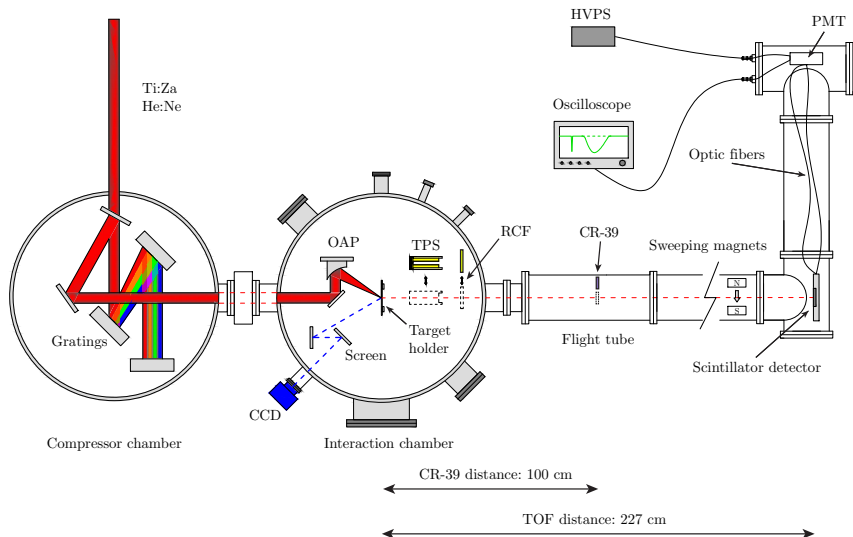 HVPS
PMT
Ti:Za
He:Ne
Oscilloscope
Optic fibers
OAP
TPS
RCF
CR-39
Sweeping magnets
N
S
Gratings
Target
holder
Screen
Flight tube
Scintillator detector
CCD
Compressor chamber
Interaction chamber
CR-39 distance: 100 cm
TOF distance: 227 cm